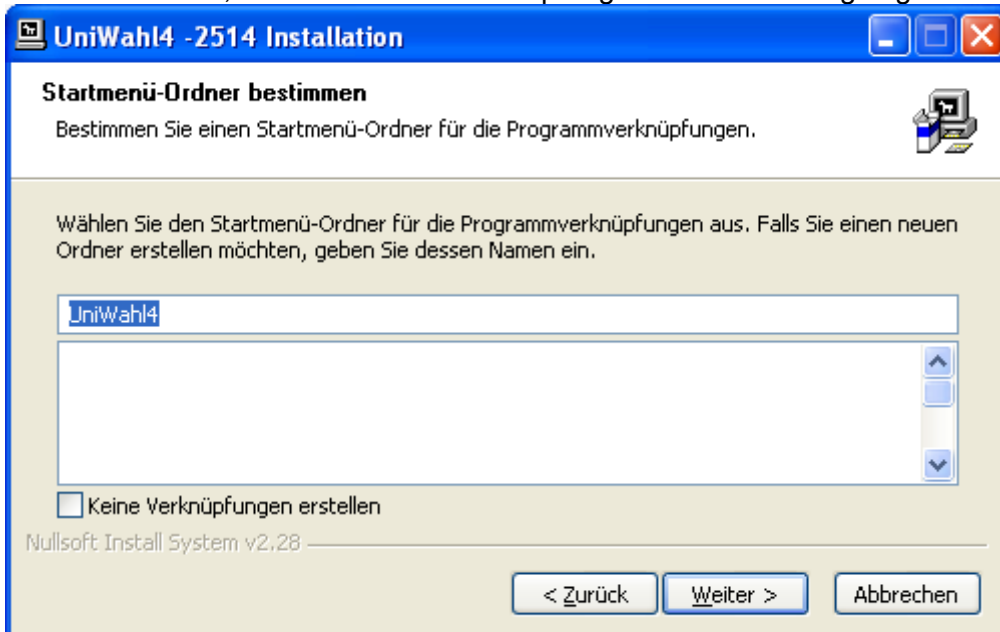 UniWahl4 -2514 Installation
Startmenü-Ordner bestimmen
Bestimmen Sie einen Startmenü-Ordner für die Programmverknüpfungen.
Wählen Sie den Startmenü-Ordner für die Programmverknüpfungen aus. Falls Sie einen neuen
Ordner erstellen möchten, geben Sie dessen Namen ein.
UniWahl4
Keine Verknüpfungen erstellen
Nullsoft Install System v2.28
< Zurück Weiter > Abbrechen